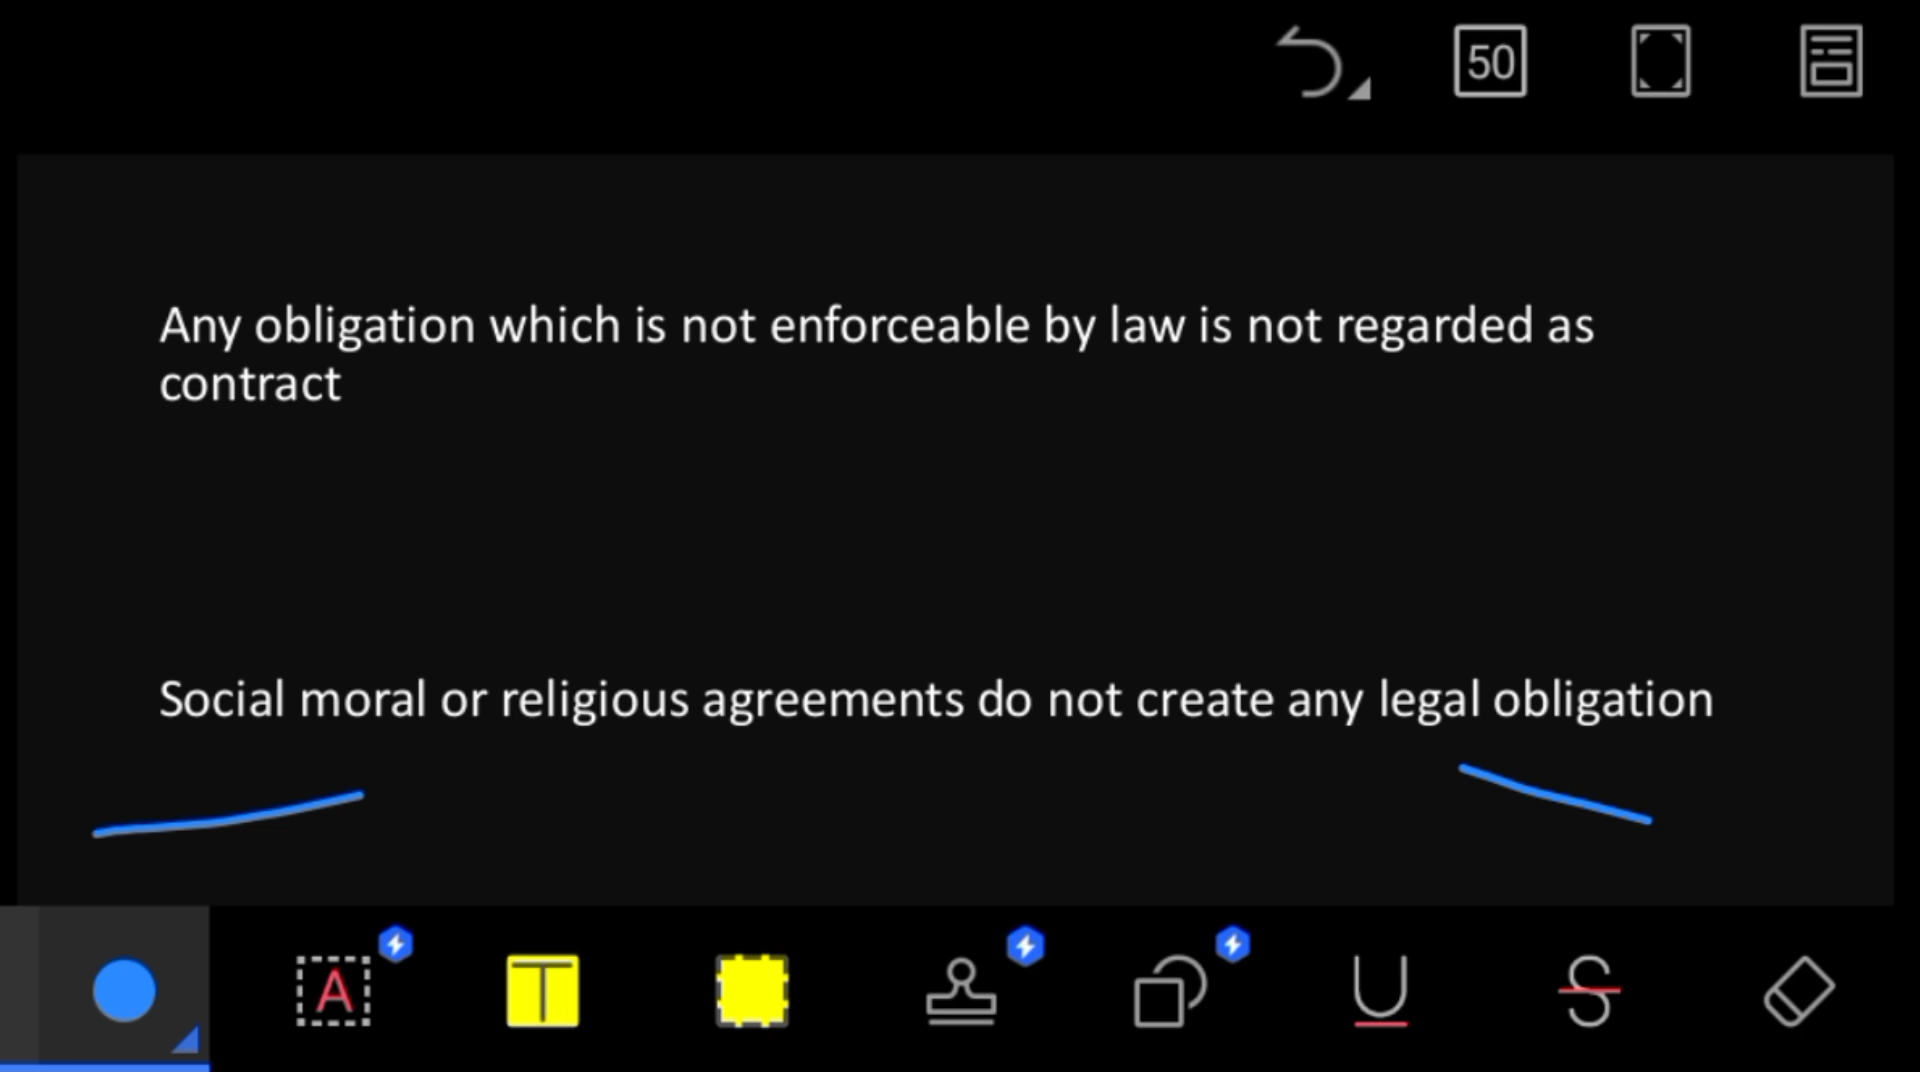 50
Any obligation which is not enforceable by law is not regarded as
contract
Social moral or religious agreements do not create any legal obligation
A
T
U
S